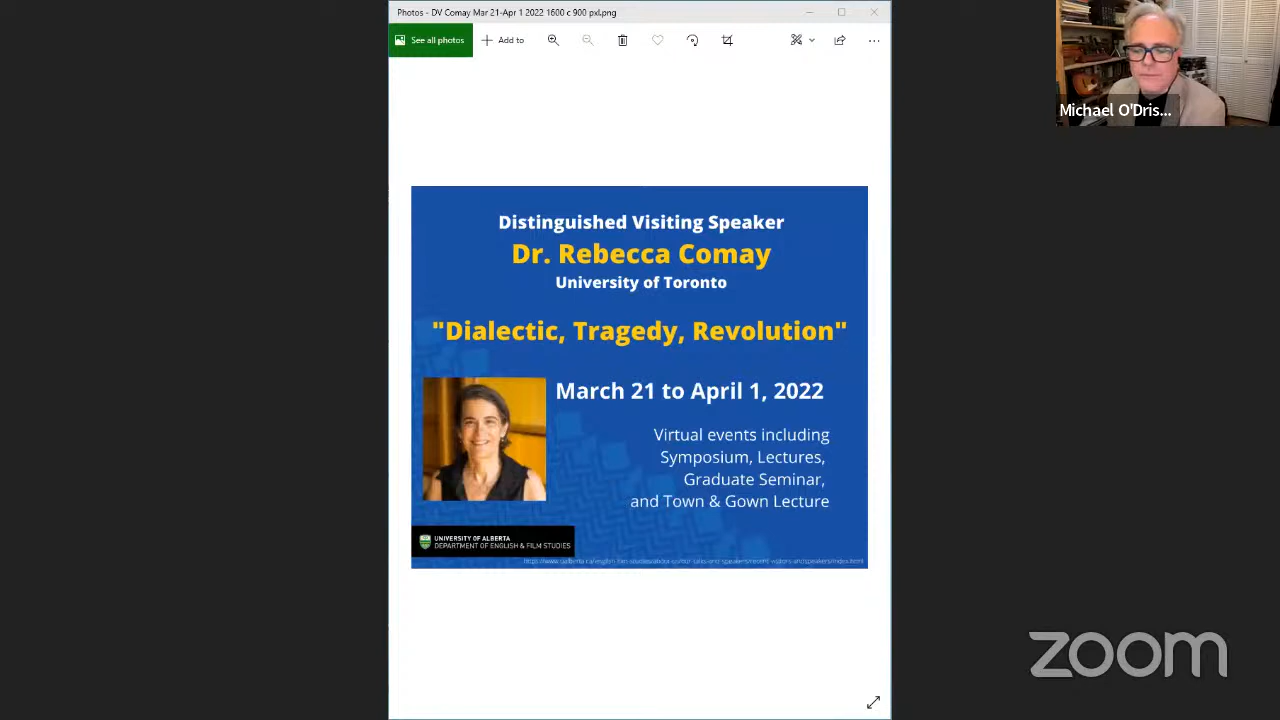 Photos - DV Comay Mar 21-Apr 1 2022 1600 c 900 pxl.png
See all photos
Add to
Michael O'Dris...
Distinguished Visiting Speaker
Dr. Rebecca Comay
University of Toronto
"Dialectic, Tragedy, Revolution"
March 21 to April 1, 2022
Virtual events including
Symposium, Lectures,
Graduate Seminar,
and Town & Gown Lecture
UNIVERSITY OF ALBERTA
DEPARTMENT OF ENGLISH & FILM STUDIES
zoom